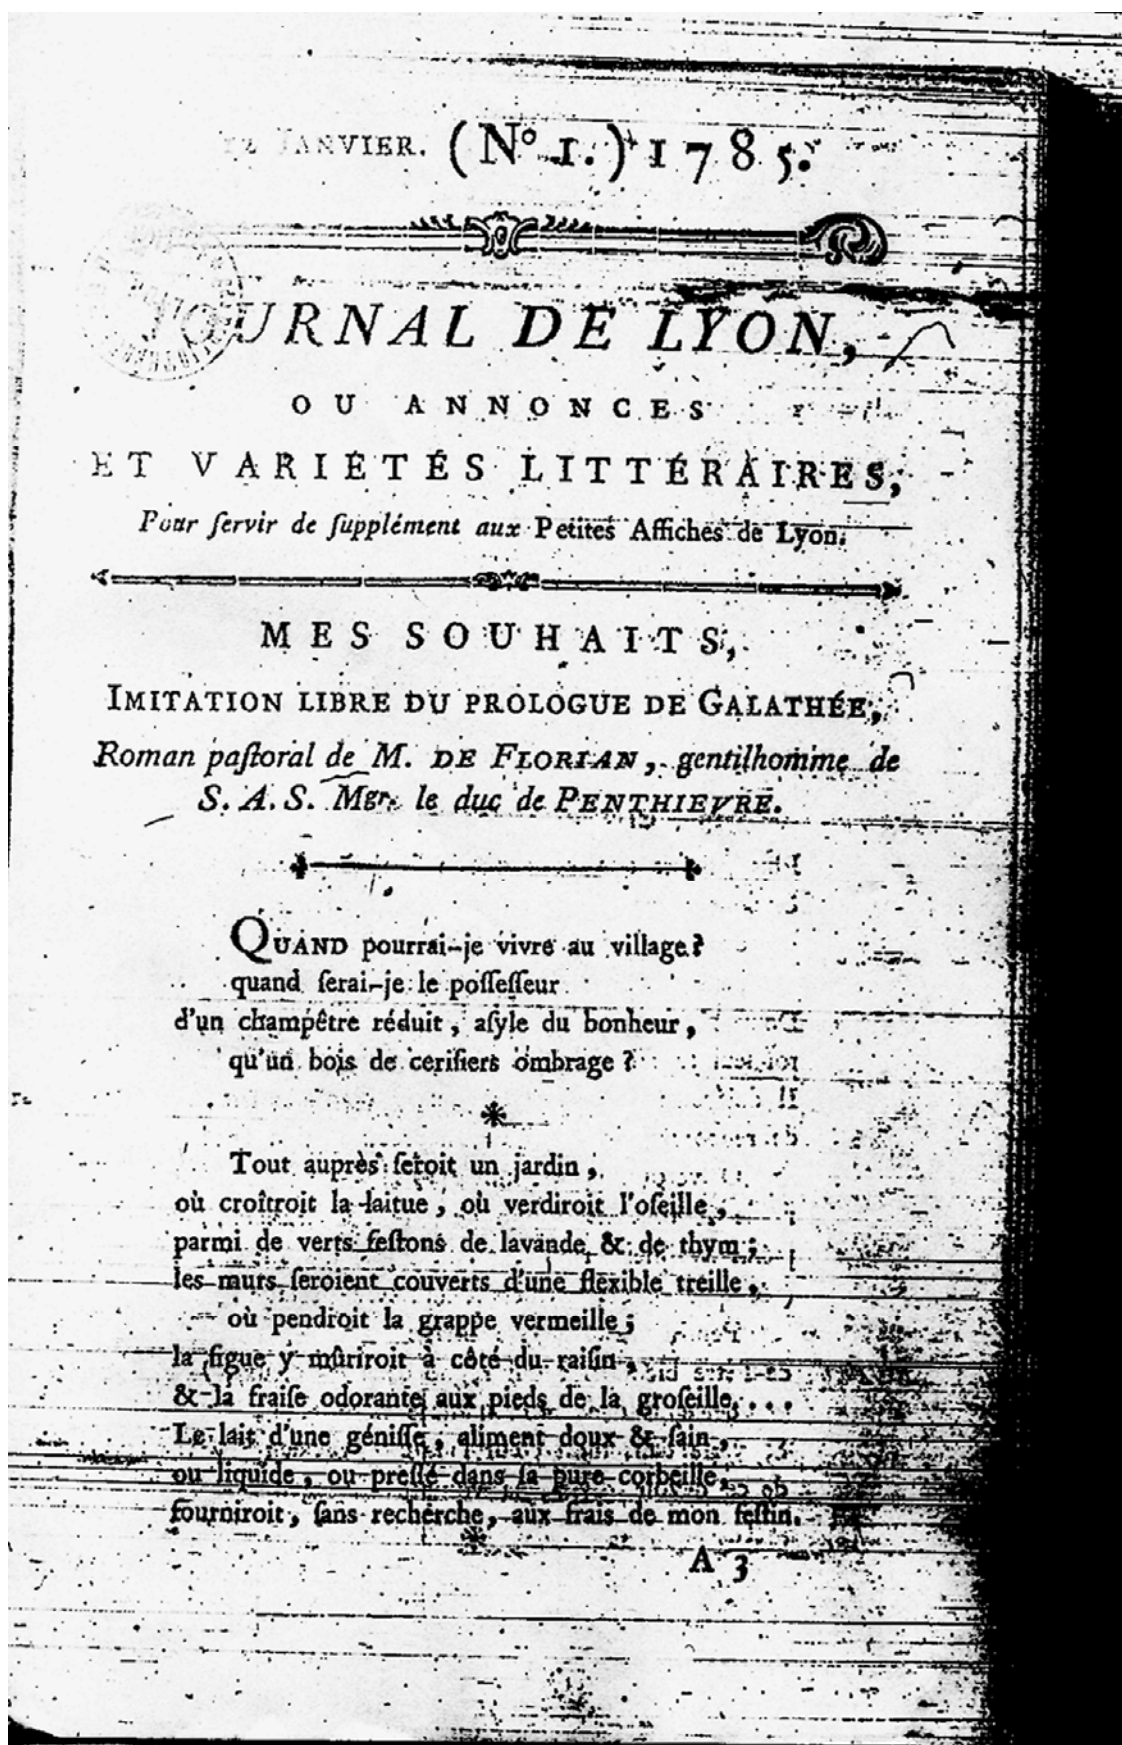 12 JANVIER. (Nº 1.) 1785.
JOURNAL DE LYON,
OU ANNONCES
ET VARIÉTÉS LITTÉRAIRES,
Pour ſervir de ſupplément aux Petites Affiches de Lyon.
MES SOUHAITS,
IMITATION LIBRE DU PROLOGUE DE GALATHÉE,
Roman paſtoral de M. DE FLORIAN, gentilhomme de
S. A. S. Mgr. le duc de PENTHIEVRE.
QUAND pourrai-je vivre au village?
quand ſerai-je le poſſeſſeur
d'un champêtre réduit, aſyle du bonheur,
qu'un bois de ceriſiers ombrage?
*
Tout auprès ſeroit un jardin,
où croîtroit la laitue, où verdiroit l'oſeille,
parmi de verts feſtons de lavande & de thym;
les murs ſeroient couverts d'une flexible treille,
où pendroit la grappe vermeille;
la figue y mûriroit à côté du raiſin,
& la fraiſe odorante aux pieds de la groſeille....
Le lait d'une géniſſe, aliment doux & ſain,
ou liquide, ou preſſé dans ſa pure corbeille,
fourniroit, ſans recherche, aux frais de mon feſtin.
*
A 3